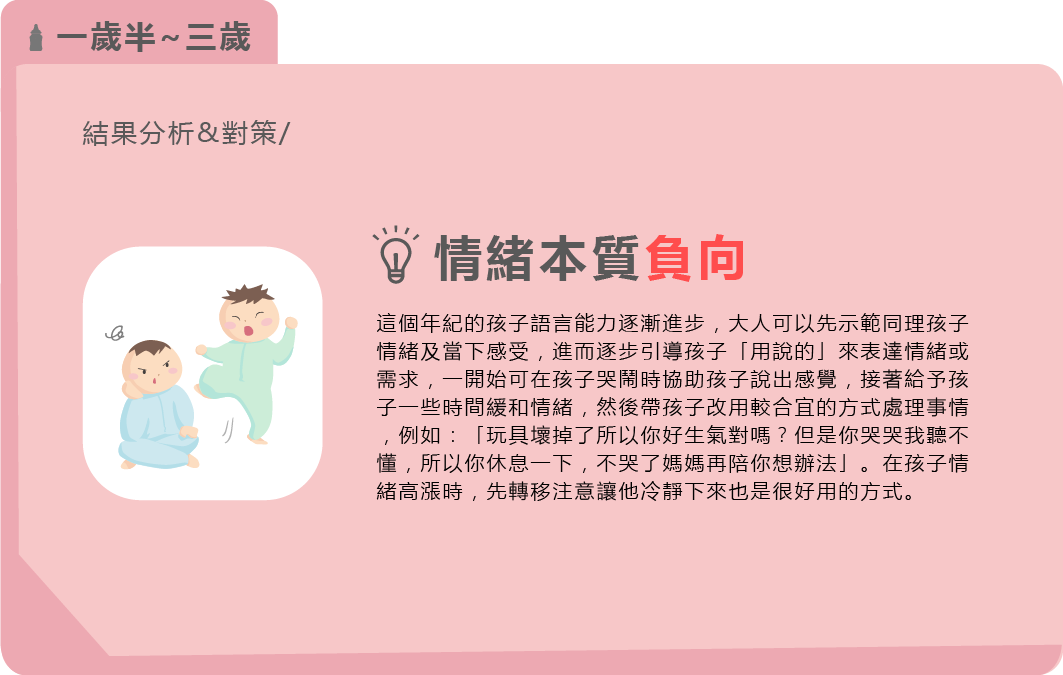 一歲半~三歲
結果分析&對策/
情緒本質負向
這個年紀的孩子語言能力逐漸進步，大人可以先示範同理孩子
情緒及當下感受，進而逐步引導孩子「用說的」來表達情緒或
需求，一開始可在孩子哭鬧時協助孩子說出感覺，接著給予孩
子一些時間緩和情緒，然後帶孩子改用較合宜的方式處理事情
，例如：「玩具壞掉了所以你好生氣對嗎？但是你哭哭我聽不
懂，所以你休息一下，不哭了媽媽再陪你想辦法」。在孩子情
緒高漲時，先轉移注意讓他冷靜下來也是很好用的方式。